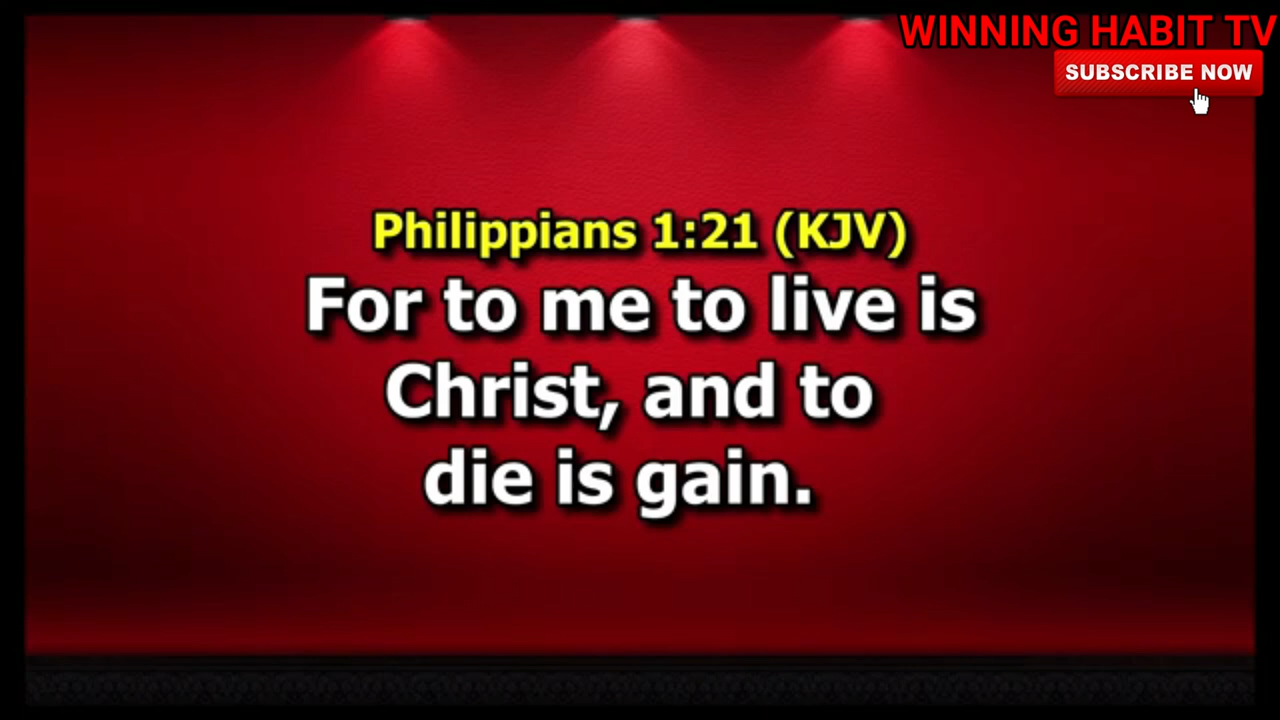 WINNING HABIT TV
SUBSCRIBE NOW
Philippians 1:21 (KJV)
For to me to live is
Christ, and to
die is gain.